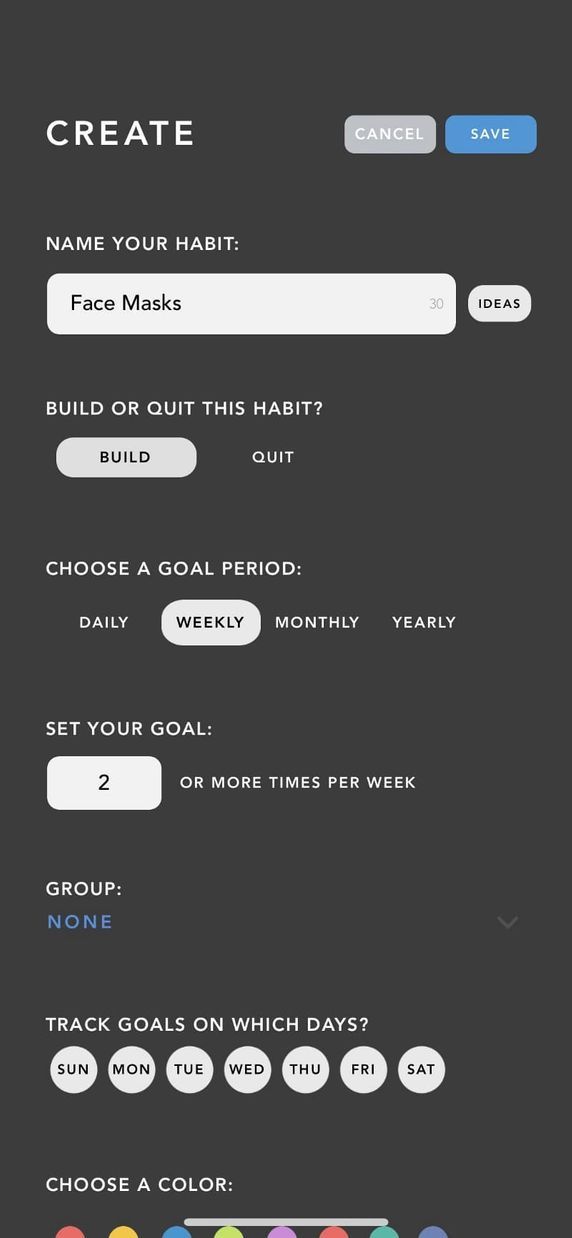 CREATE CANCEL SAVE
NAME YOUR HABIT:
Face Masks 30 IDEAS
BUILD OR QUIT THIS HABIT?
BUILD QUIT
CHOOSE A GOAL PERIOD:
DAILY WEEKLY MONTHLY YEARLY
SET YOUR GOAL:
2 OR MORE TIMES PER WEEK
GROUP:
NONE
TRACK GOALS ON WHICH DAYS?
SUN MON TUE WED THU FRI SAT
CHOOSE A COLOR: